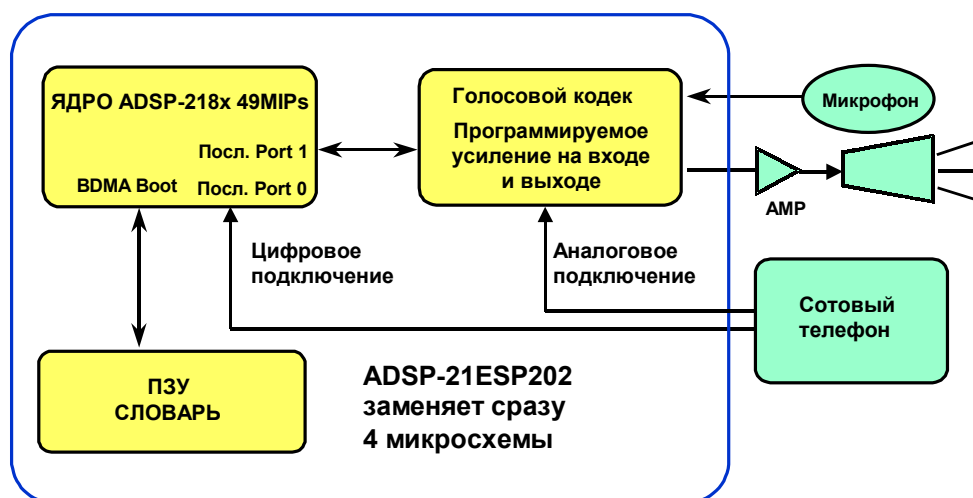 ЯДРО ADSP-218x 49MIPs
Посл. Port 1
BDMA Boot
Посл. Port 0
Голосовой кодек
Программируемое
усиление на входе
и выходе
Микрофон
AMP
Цифровое
подключение
Аналоговое
подключение
Сотовый
телефон
ПЗУ
СЛОВАРЬ
ADSP-21ESP202
заменяет сразу
4 микросхемы